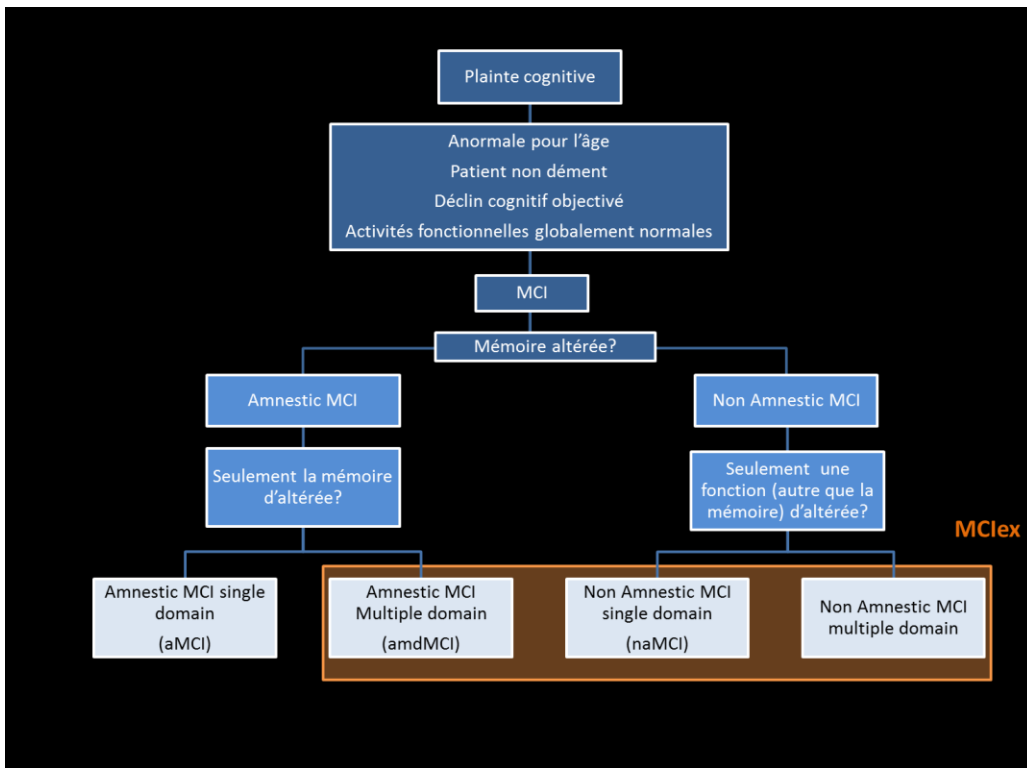 Plainte cognitive
Anormale pour l'âge
Patient non dément
Déclin cognitif objectivé
Activités fonctionnelles globalement normales
MCI
Mémoire altérée?
Amnestic MCI
Non Amnestic MCI
Seulement la mémoire
d'altérée?
Seulement une
fonction (autre que la
mémoire) d'altérée?
MCIex
Amnestic MCI single
domain
(aMCI)
Amnestic MCI
Multiple domain
(amdMCI)
Non Amnestic MCI
single domain
(naMCI)
Non Amnestic MCI
multiple domain